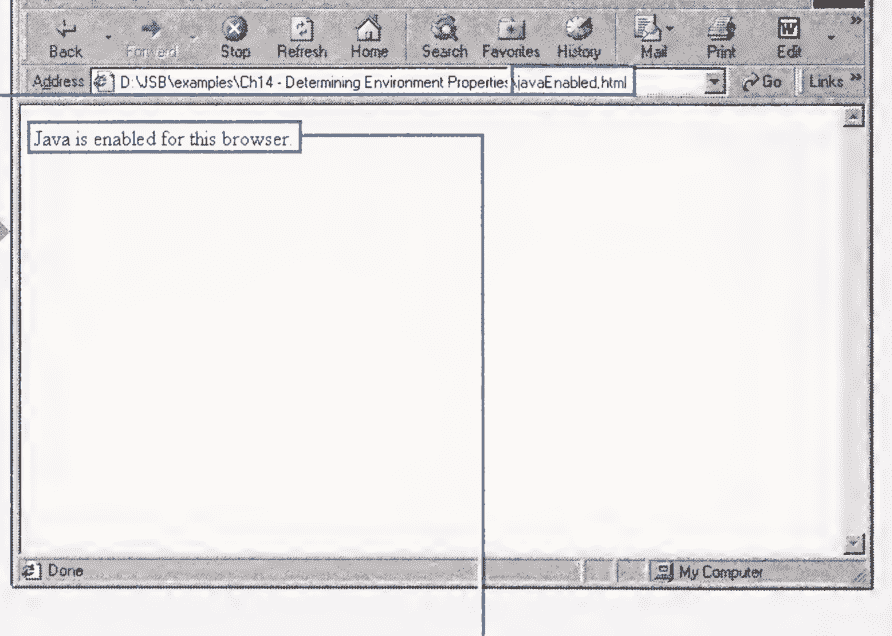 Back Forward Stop Refresh Home Search Favorites History Mail Print Edit »
Address D:\JSB\examples\Ch14 - Determining Environment Properties\javaEnabled.html Go Links »
Java is enabled for this browser.
Done My Computer